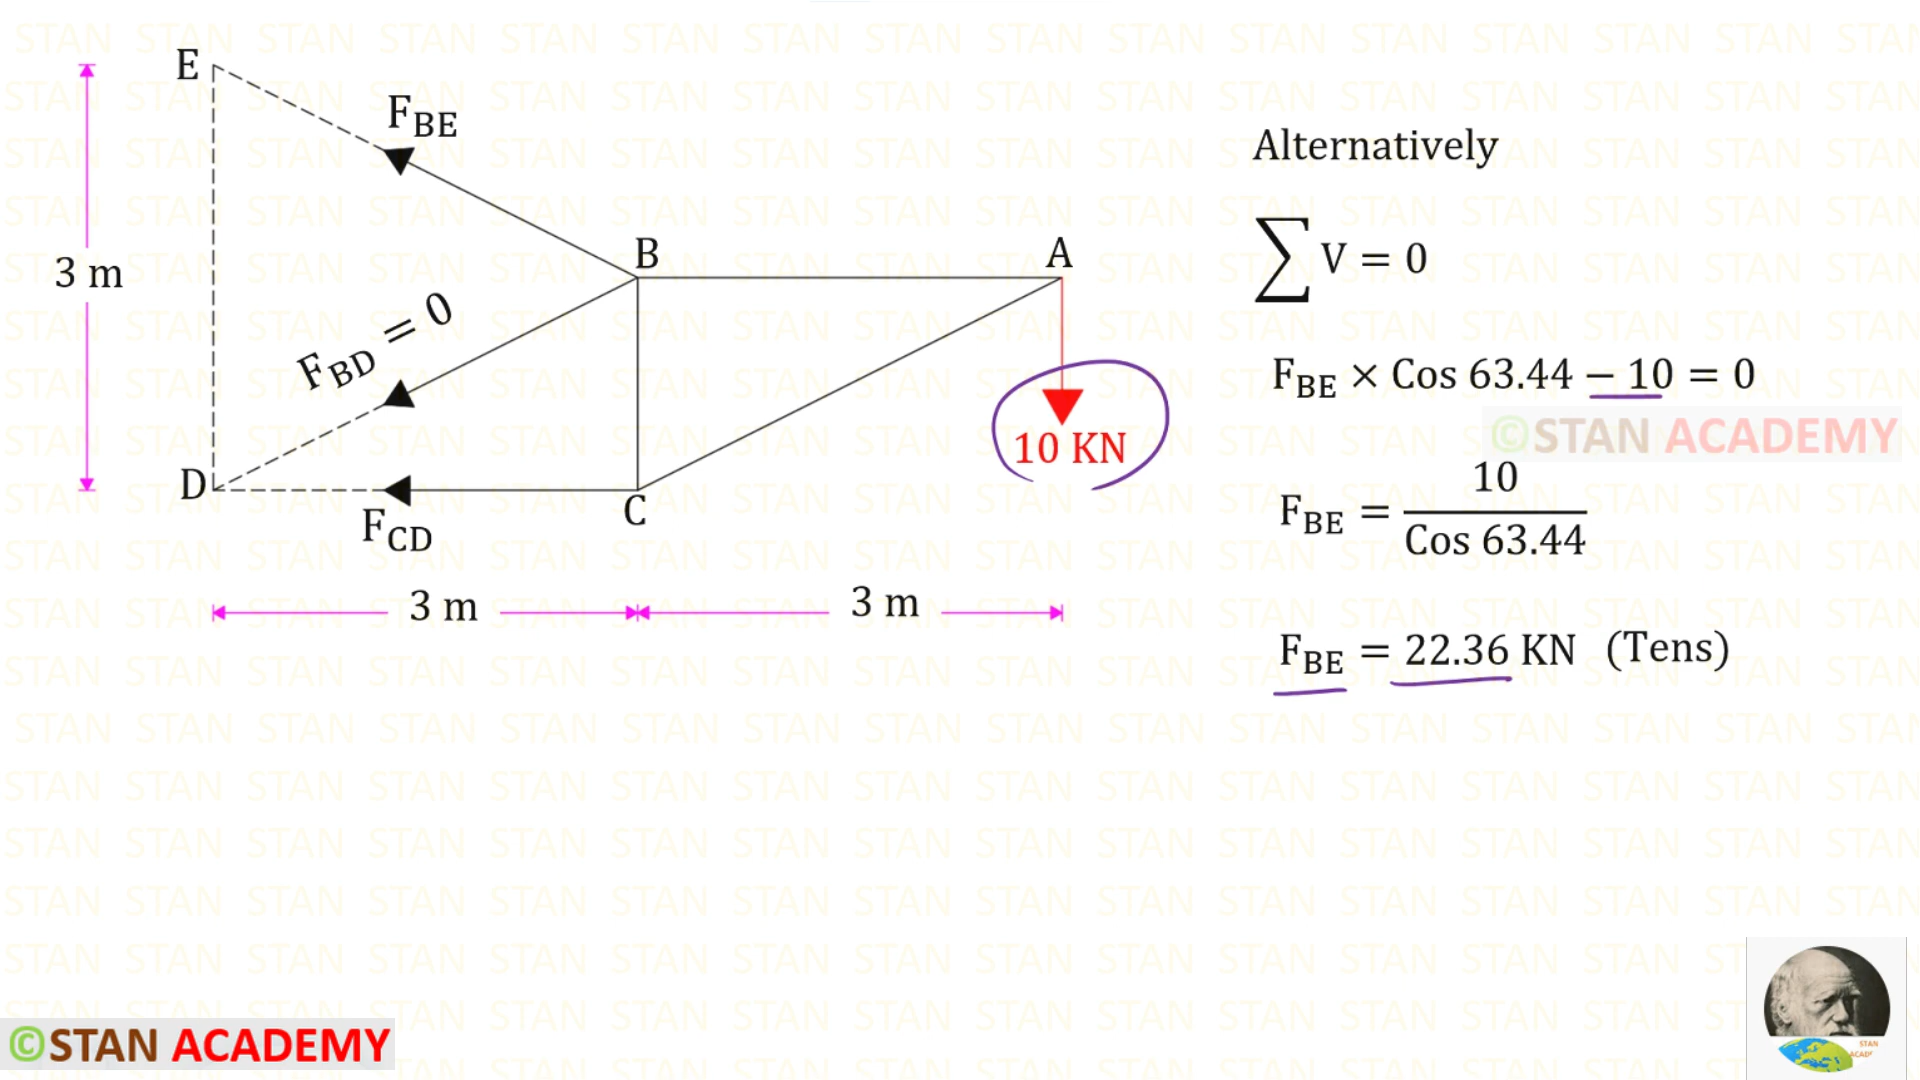 E
F_BE
3 m
B
A
F_BD = 0
10 KN
D
F_CD
C
3 m
3 m
Alternatively
∑ V = 0
F_BE × Cos 63.44 − 10 = 0
©STAN ACADEMY
F_BE = 10 / Cos 63.44
F_BE = 22.36 KN (Tens)
©STAN ACADEMY
STAN